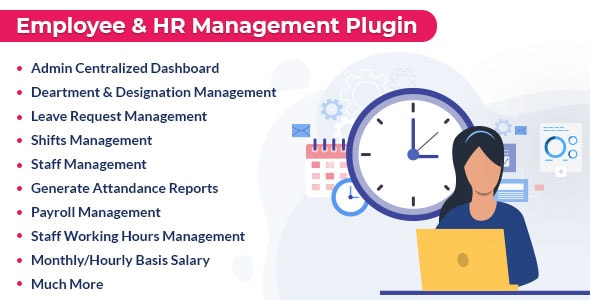 Employee & HR Management Plugin
Admin Centralized Dashboard
Deartment & Designation Management
Leave Request Management
Shifts Management
Staff Management
Generate Attandance Reports
Payroll Management
Staff Working Hours Management
Monthly/Hourly Basis Salary
Much More